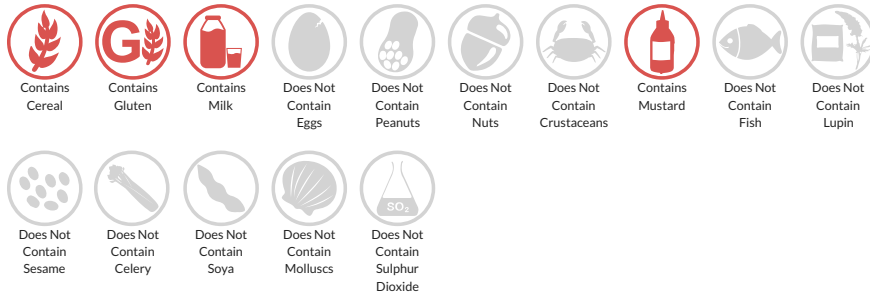 G
Contains Cereal
Contains Gluten
Contains Milk
Does Not Contain Eggs
Does Not Contain Peanuts
Does Not Contain Nuts
Does Not Contain Crustaceans
Contains Mustard
Does Not Contain Fish
Does Not Contain Lupin
Does Not Contain Sesame
Does Not Contain Celery
Does Not Contain Soya
Does Not Contain Molluscs
SO₂
Does Not Contain Sulphur Dioxide